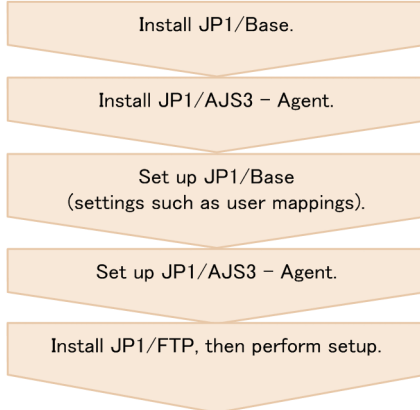 Install JP1/Base.
Install JP1/AJS3 - Agent.
Set up JP1/Base
(settings such as user mappings).
Set up JP1/AJS3 - Agent.
Install JP1/FTP, then perform setup.